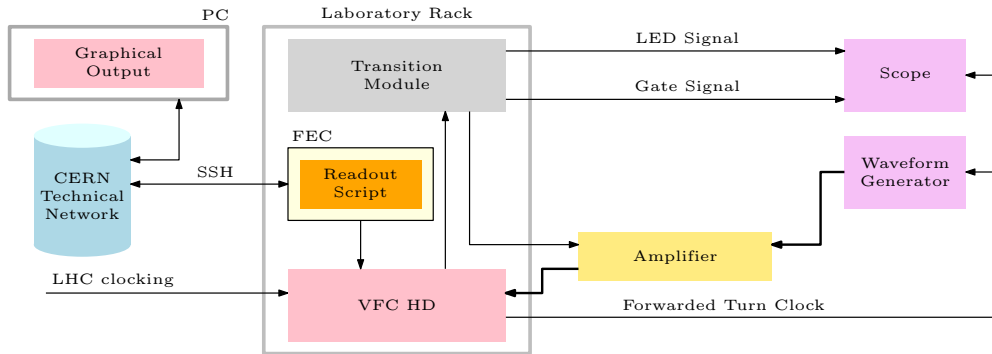 PC
Graphical
Output
Laboratory Rack
Transition
Module
LED Signal
Gate Signal
Scope
FEC
Readout
Script
SSH
CERN
Technical
Network
Waveform
Generator
Amplifier
LHC clocking
VFC HD
Forwarded Turn Clock